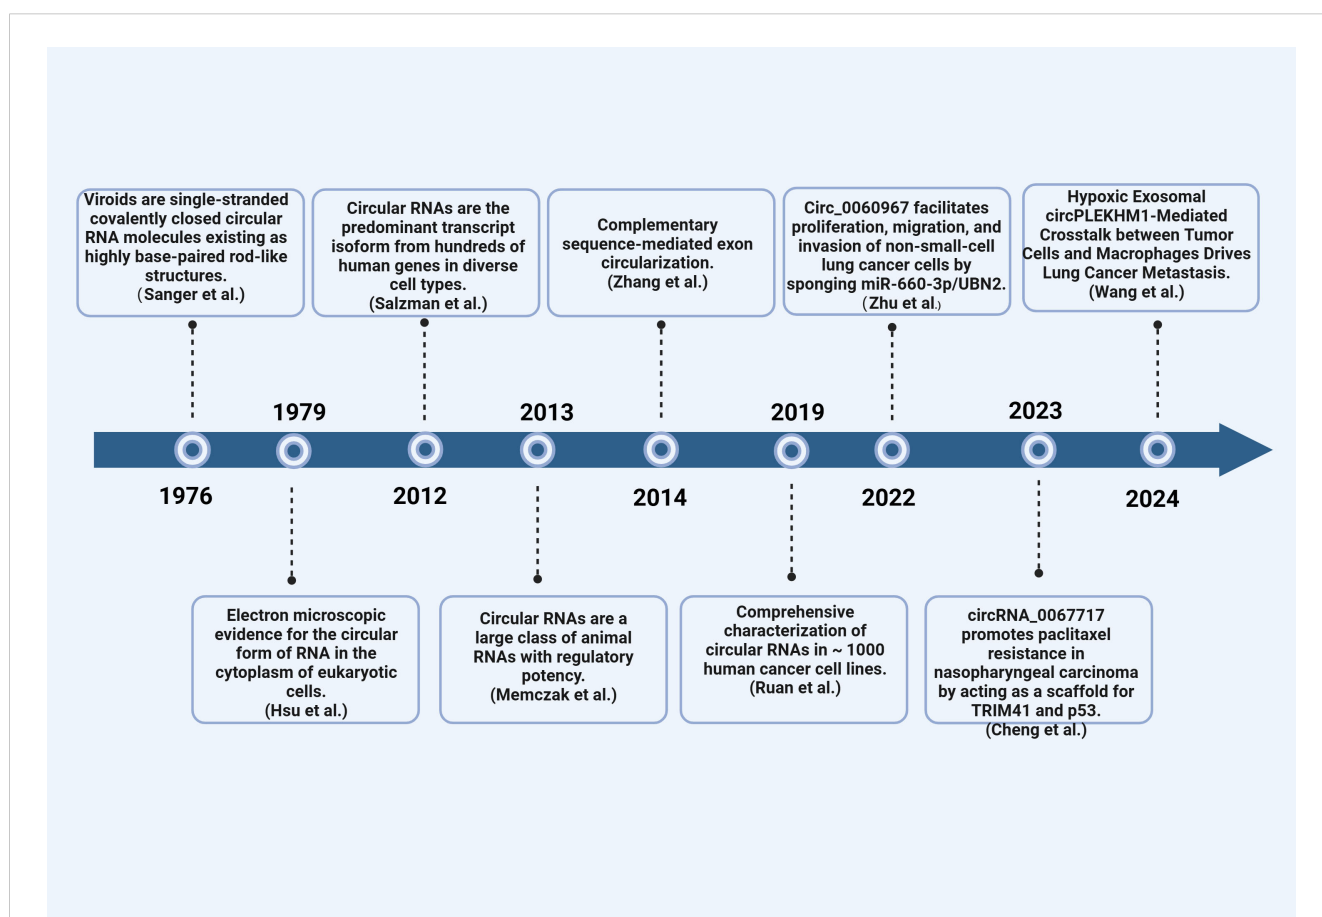 Viroids are single-stranded
covalently closed circular
RNA molecules existing as
highly base-paired rod-like
structures.
(Sanger et al.)
Circular RNAs are the
predominant transcript
isoform from hundreds of
human genes in diverse
cell types.
(Salzman et al.)
Complementary
sequence-mediated exon
circularization.
(Zhang et al.)
Circ_0060967 facilitates
proliferation, migration, and
invasion of non-small-cell
lung cancer cells by
sponging miR-660-3p/UBN2.
(Zhu et al.)
Hypoxic Exosomal
circPLEKHM1-Mediated
Crosstalk between Tumor
Cells and Macrophages Drives
Lung Cancer Metastasis.
(Wang et al.)
1979
2013
2019
2023
1976
2012
2014
2022
2024
Electron microscopic
evidence for the circular
form of RNA in the
cytoplasm of eukaryotic
cells.
(Hsu et al.)
Circular RNAs are a
large class of animal
RNAs with regulatory
potency.
(Memczak et al.)
Comprehensive
characterization of
circular RNAs in ~ 1000
human cancer cell lines.
(Ruan et al.)
circRNA_0067717
promotes paclitaxel
resistance in
nasopharyngeal carcinoma
by acting as a scaffold for
TRIM41 and p53.
(Cheng et al.)